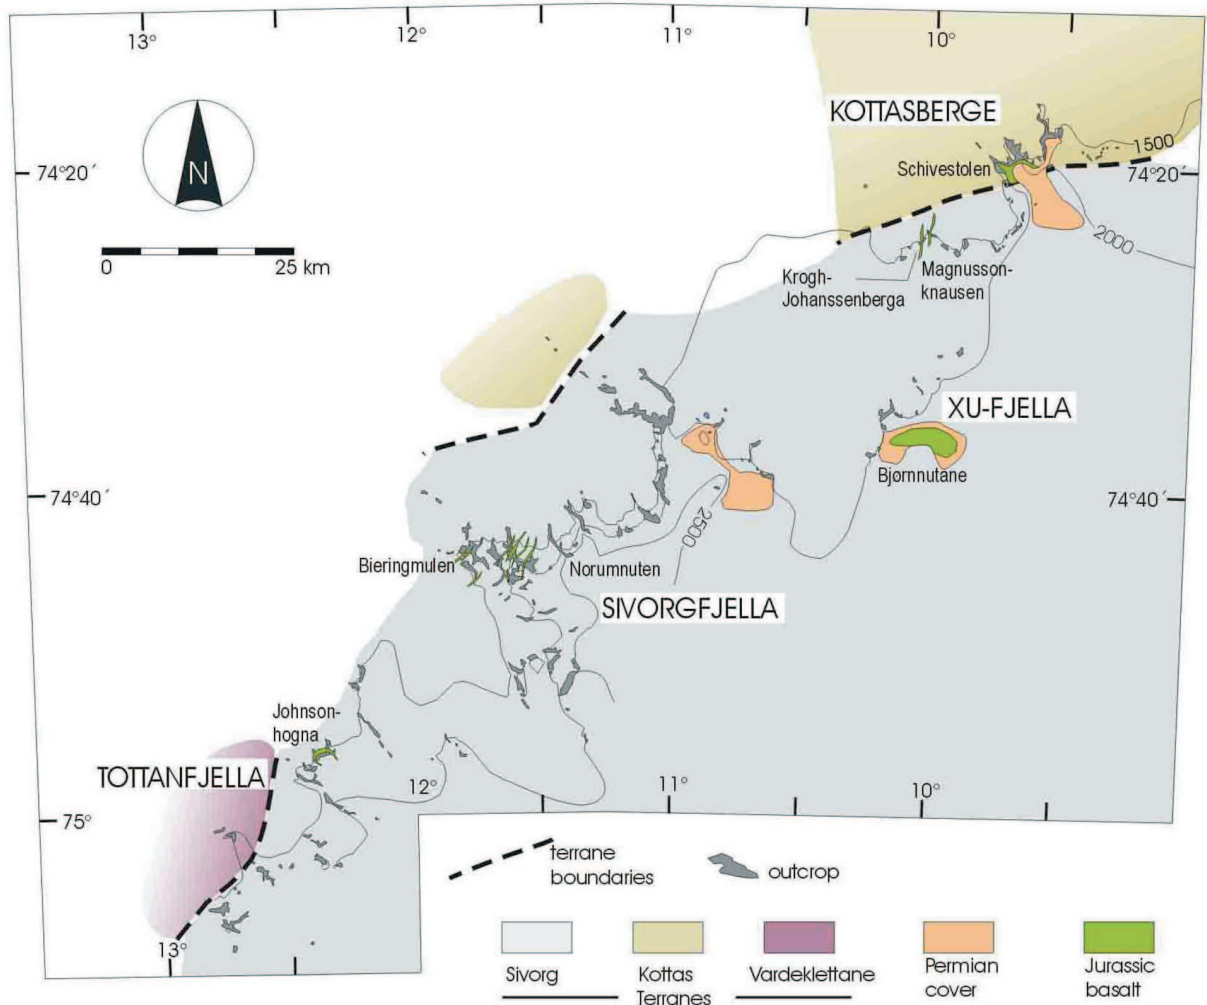 13°
12°
11°
10°
KOTTASBERGE
1500
Schivestolen
74°20´
74°20´
N
2000
0
25 km
Krogh-
Johanssenberga
Magnusson-
knausen
XU-FJELLA
Bjørnnutane
74°40´
74°40´
2500
Bieringmulen
Norumnuten
SIVORGFJELLA
Johnson-
hogna
TOTTANFJELLA
12°
11°
10°
75°
terrane
boundaries
outcrop
13°
Sivorg
Kottas
Vardeklettane
Terranes
Permian
cover
Jurassic
basalt